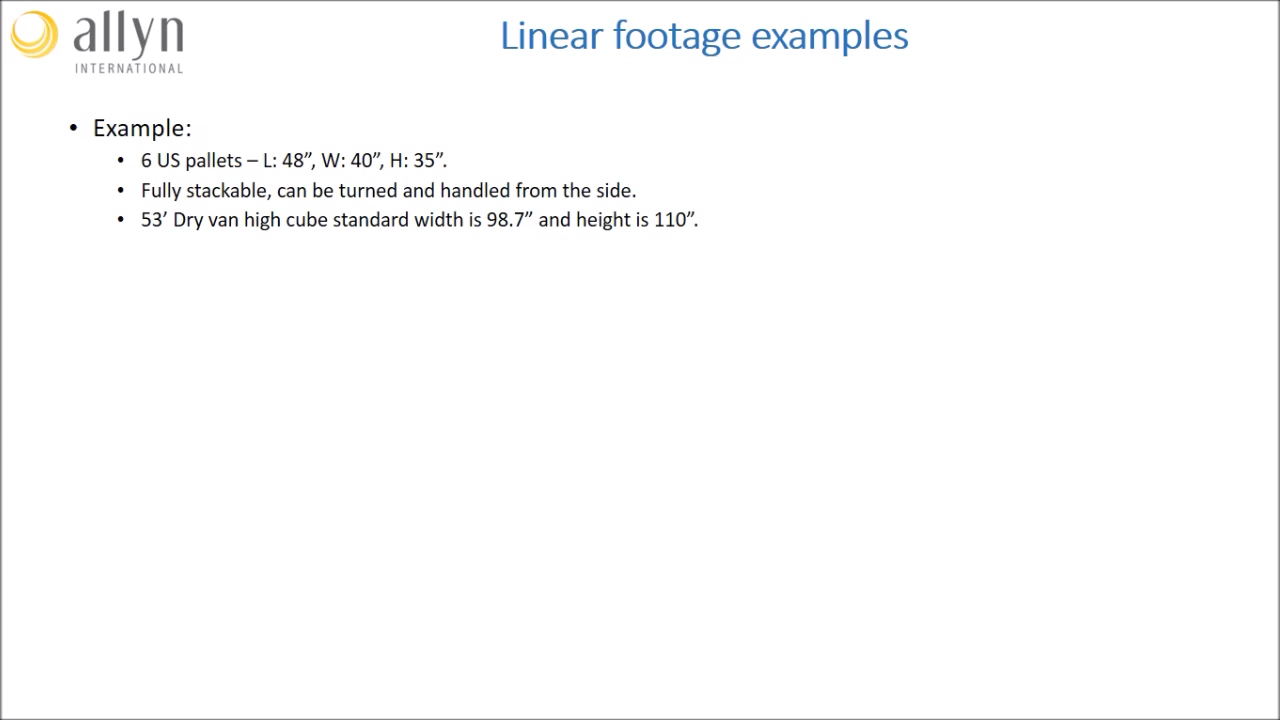 allyn
INTERNATIONAL
Linear footage examples
• Example:
• 6 US pallets – L: 48”, W: 40”, H: 35”.
• Fully stackable, can be turned and handled from the side.
• 53’ Dry van high cube standard width is 98.7” and height is 110”.